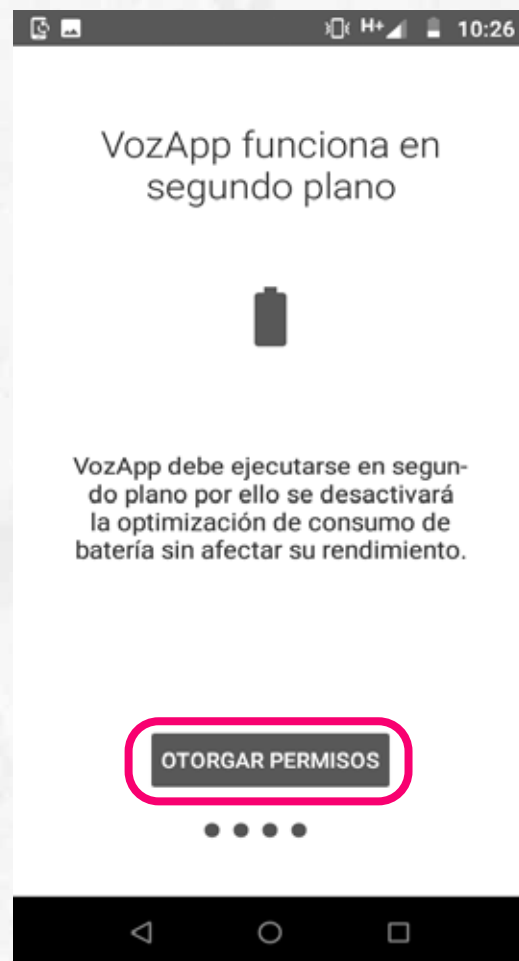 H+ 10:26
VozApp funciona en
segundo plano
VozApp debe ejecutarse en segun-
do plano por ello se desactivará
la optimización de consumo de
batería sin afectar su rendimiento.
OTORGAR PERMISOS